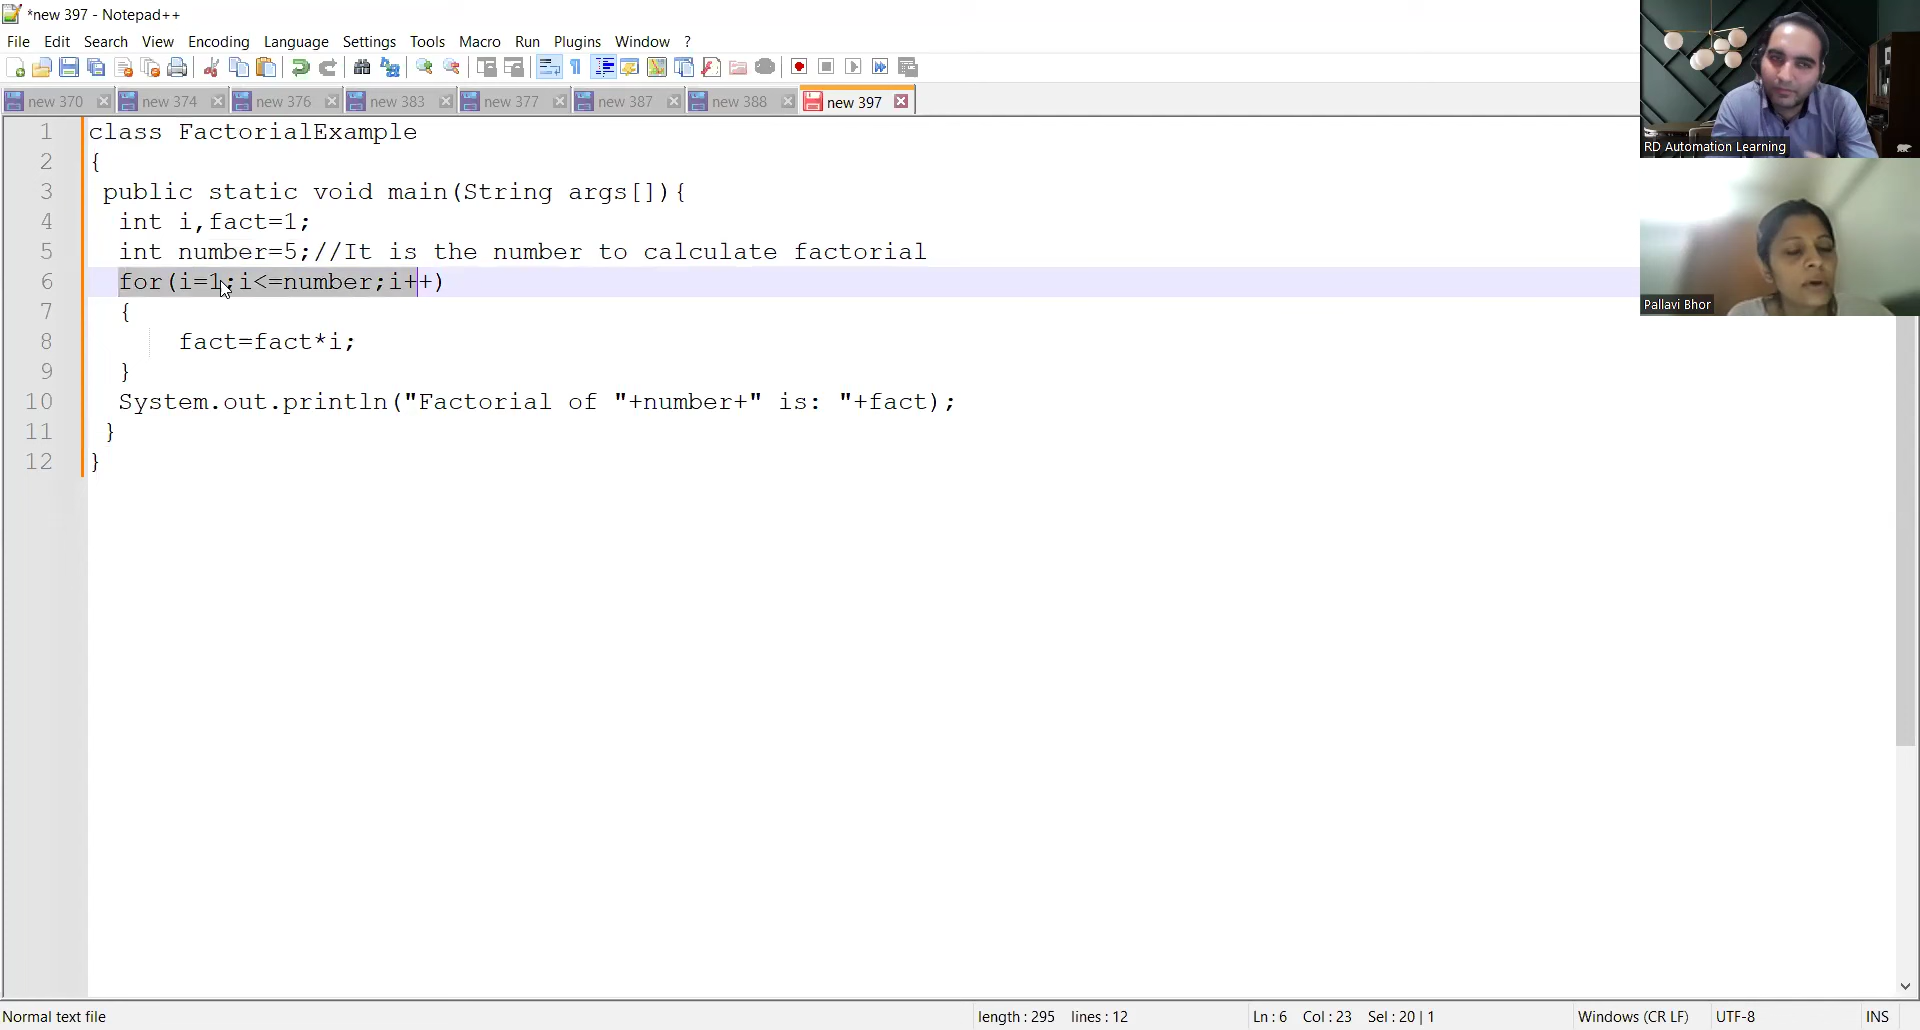 *new 397 - Notepad++
File Edit Search View Encoding Language Settings Tools Macro Run Plugins Window ?
new 370 new 374 new 376 new 383 new 377 new 387 new 388 new 397
RD Automation Learning
Pallavi Bhor
1 class FactorialExample
2 {
3 public static void main(String args[]){
4 int i,fact=1;
5 int number=5;//It is the number to calculate factorial
6 for(i=1;i<=number;i++)
7 {
8 fact=fact*i;
9 }
10 System.out.println("Factorial of "+number+" is: "+fact);
11 }
12 }
Normal text file length : 295 lines : 12 Ln : 6 Col : 23 Sel : 20 | 1 Windows (CR LF) UTF-8 INS